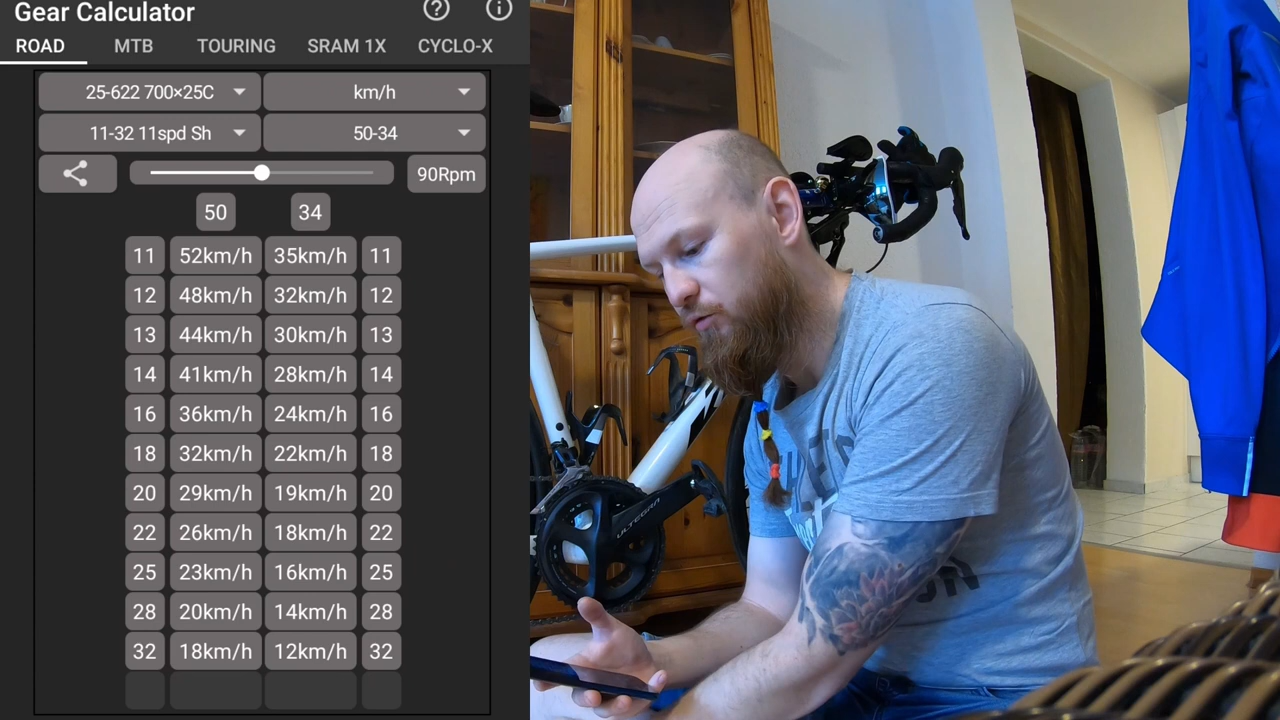 Gear Calculator
ROAD MTB TOURING SRAM 1X CYCLO-X
25-622 700×25C km/h
11-32 11spd Sh 50-34
90Rpm
50 34
11 52km/h 35km/h 11
12 48km/h 32km/h 12
13 44km/h 30km/h 13
14 41km/h 28km/h 14
16 36km/h 24km/h 16
18 32km/h 22km/h 18
20 29km/h 19km/h 20
22 26km/h 18km/h 22
25 23km/h 16km/h 25
28 20km/h 14km/h 28
32 18km/h 12km/h 32
ULTEGRA